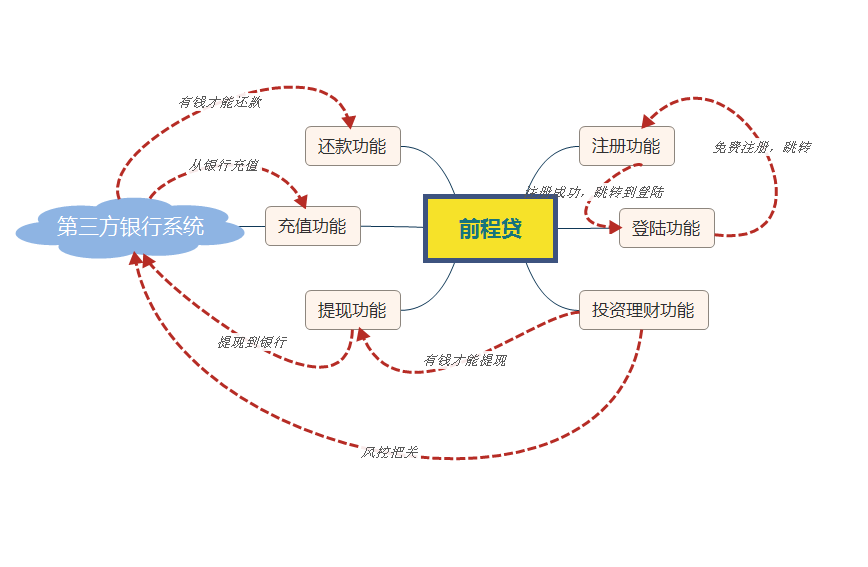 有钱才能还款
从银行充值
还款功能
注册功能
免费注册，跳转
注册成功，跳转到登陆
第三方银行系统
充值功能
前程贷
登陆功能
提现功能
投资理财功能
提现到银行
有钱才能提现
风控把关